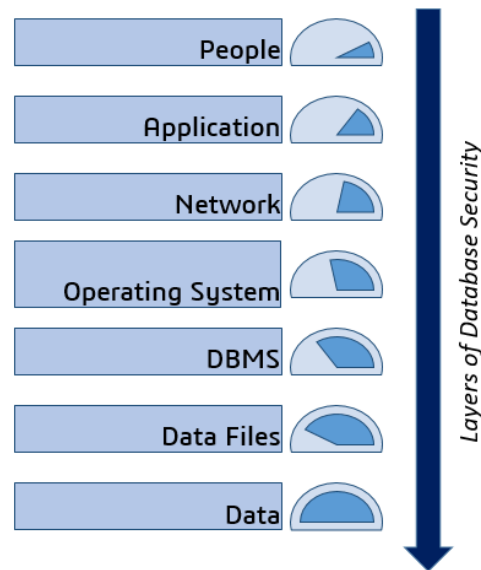 People
Application
Network
Operating System
DBMS
Data Files
Data
Layers of Database Security